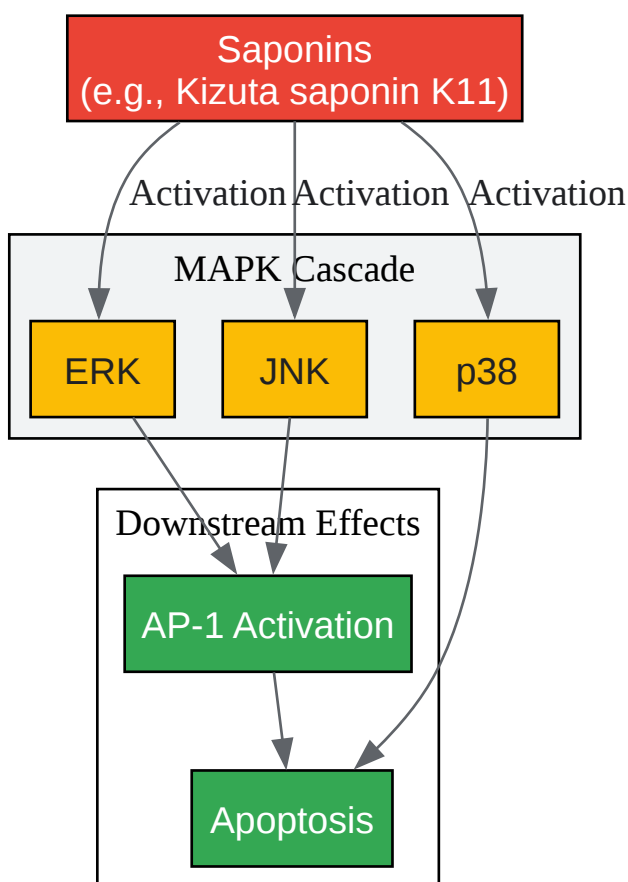 Saponins
(e.g., Kizuta saponin K11)
Activation Activation Activation
MAPK Cascade
ERK JNK p38
Downstream Effects
AP-1 Activation
Apoptosis